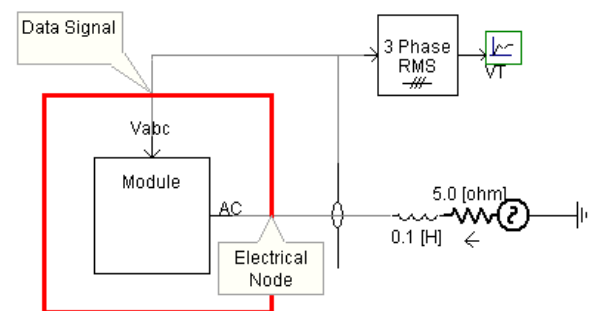 Data Signal
3 Phase
RMS
VT
Vabc
Module
AC
5.0 [ohm]
0.1 [H]
Electrical
Node